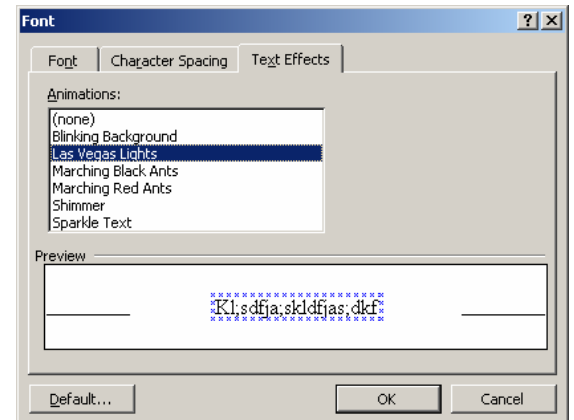 Font
Font Character Spacing Text Effects
Animations:
(none)
Blinking Background
Las Vegas Lights
Marching Black Ants
Marching Red Ants
Shimmer
Sparkle Text
Preview
Kl;sdfja;skldfjas;dkf
Default... OK Cancel